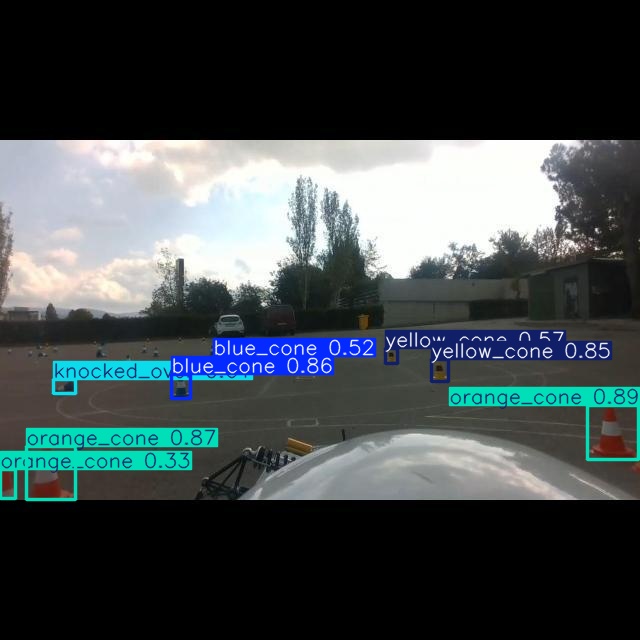 yellow_cone 0.57
blue_cone 0.52
yellow_cone 0.85
blue_cone 0.86
knocked_ov
orange_cone 0.89
orange_cone 0.87
orange_cone 0.33